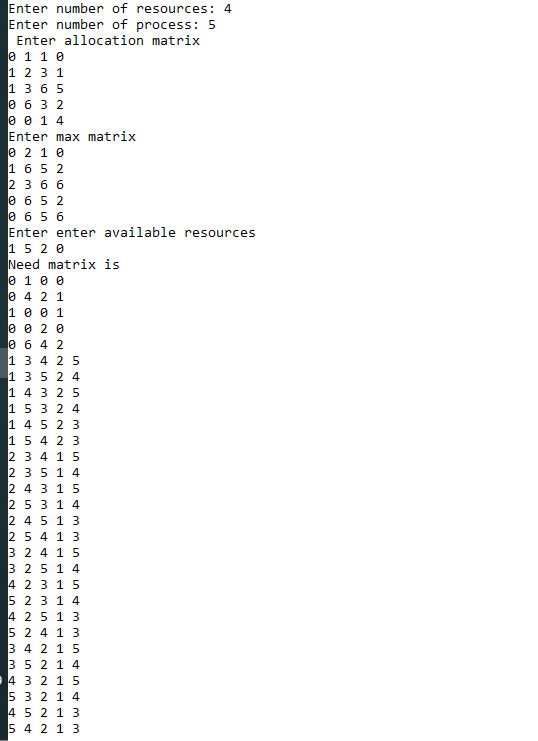 Enter number of resources: 4
Enter number of process: 5
Enter allocation matrix
0 1 1 0
1 2 3 1
1 3 6 5
0 6 3 2
0 0 1 4
Enter max matrix
0 2 1 0
1 6 5 2
2 3 6 6
0 6 5 2
0 6 5 6
Enter enter available resources
1 5 2 0
Need matrix is
0 1 0 0
0 4 2 1
1 0 0 1
0 0 2 0
0 6 4 2
1 3 4 2 5
1 3 5 2 4
1 4 3 2 5
1 5 3 2 4
1 4 5 2 3
1 5 4 2 3
2 3 4 1 5
2 3 5 1 4
2 4 3 1 5
2 5 3 1 4
2 4 5 1 3
2 5 4 1 3
3 2 4 1 5
3 2 5 1 4
4 2 3 1 5
5 2 3 1 4
4 2 5 1 3
5 2 4 1 3
3 4 2 1 5
3 5 2 1 4
4 3 2 1 5
5 3 2 1 4
4 5 2 1 3
5 4 2 1 3